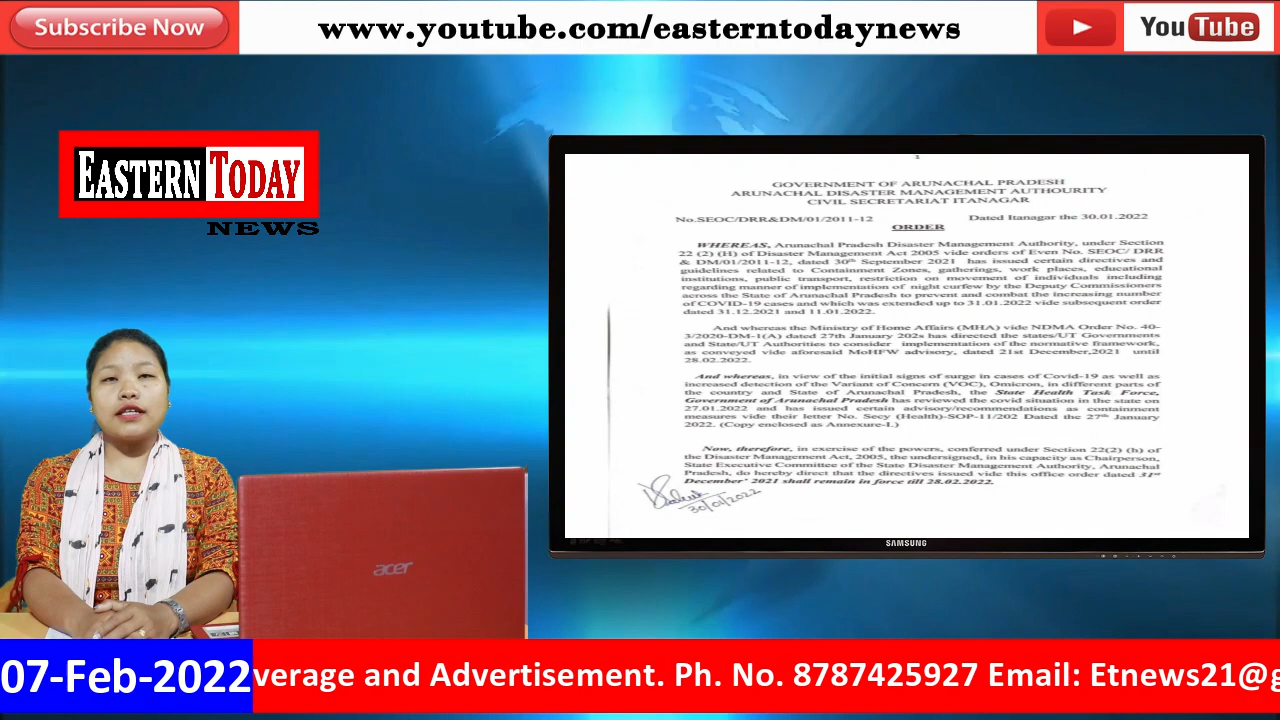 Subscribe Now
www.youtube.com/easterntodaynews
YouTube
EASTERN TODAY
NEWS
1
GOVERNMENT OF ARUNACHAL PRADESH
ARUNACHAL DISASTER MANAGEMENT AUTHOURITY
CIVIL SECRETARIAT ITANAGAR
No.SEOC/DRR&DM/01/2011-12 Dated Itanagar the 30.01.2022
ORDER
WHEREAS, Arunachal Pradesh Disaster Management Authority, under Section
22 (2) (H) of Disaster Management Act 2005 vide orders of Even No. SEOC/ DRR
& DM/01/2011-12, dated 30th September 2021 has issued certain directives and
guidelines related to Containment Zones, gatherings, work places, educational
institutions, public transport, restriction on movement of individuals including
regarding manner of implementation of night curfew by the Deputy Commissioners
across the State of Arunachal Pradesh to prevent and combat the increasing number
of COVID-19 cases and which was extended up to 31.01.2022 vide subsequent order
dated 31.12.2021 and 11.01.2022.
And whereas the Ministry of Home Affairs (MHA) vide NDMA Order No. 40-
3/2020-DM-1(A) dated 27th January 202s has directed the states/UT Governments
and State/UT Authorities to consider implementation of the normative framework,
as conveyed vide aforesaid MoHFW advisory, dated 21st December,2021 until
28.02.2022.
And whereas, in view of the initial signs of surge in cases of Covid-19 as well as
increased detection of the Variant of Concern (VOC), Omicron, in different parts of
the country and State of Arunachal Pradesh, the State Health Task Force,
Government of Arunachal Pradesh has reviewed the covid situation in the state on
27.01.2022 and has issued certain advisory/recommendations as containment
measures vide their letter No. Secy (Health)-SOP-11/202 Dated the 27th January
2022. (Copy enclosed as Annexure-I.)
Now, therefore, in exercise of the powers, conferred under Section 22(2) (h) of
the Disaster Management Act, 2005, the undersigned, in his capacity as Chairperson,
State Executive Committee of the State Disaster Management Authority, Arunachal
Pradesh, do hereby direct that the directives issued vide this office order dated 31st
December' 2021 shall remain in force till 28.02.2022.
30/01/2022
SAMSUNG
acer
07-Feb-2022 verage and Advertisement. Ph. No. 8787425927 Email: Etnews21@g